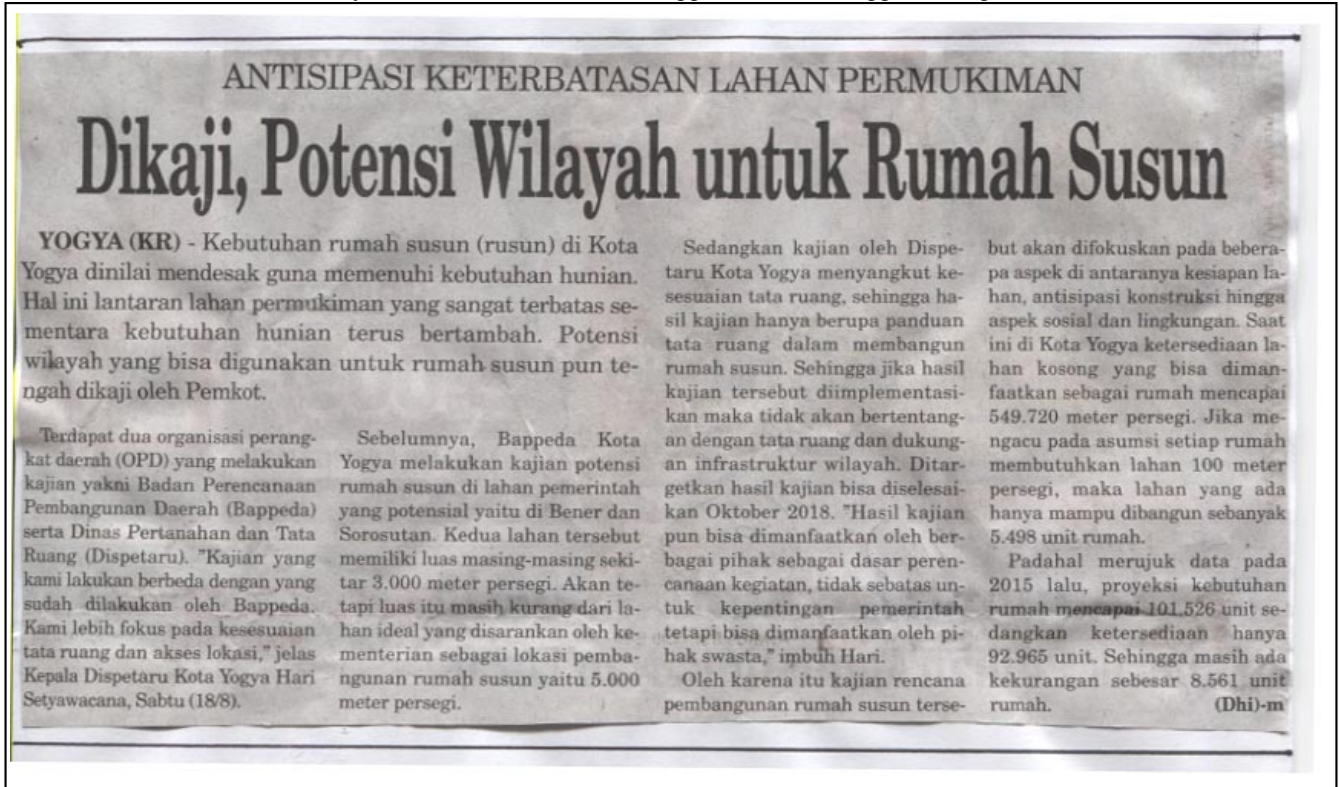 ANTISIPASI KETERBATASAN LAHAN PERMUKIMAN
Dikaji, Potensi Wilayah untuk Rumah Susun
YOGYA (KR) - Kebutuhan rumah susun (rusun) di Kota
Yogya dinilai mendesak guna memenuhi kebutuhan hunian.
Hal ini lantaran lahan permukiman yang sangat terbatas se-
mentara kebutuhan hunian terus bertambah. Potensi
wilayah yang bisa digunakan untuk rumah susun pun te-
ngah dikaji oleh Pemkot.
Terdapat dua organisasi perang-
kat daerah (OPD) yang melakukan
kajian yakni Badan Perencanaan
Pembangunan Daerah (Bappeda)
serta Dinas Pertanahan dan Tata
Ruang (Dispetaru). "Kajian yang
kami lakukan berbeda dengan yang
sudah dilakukan oleh Bappeda.
Kami lebih fokus pada kesesuaian
tata ruang dan akses lokasi," jelas
Kepala Dispetaru Kota Yogya Hari
Setyawacana, Sabtu (18/8).
Sebelumnya, Bappeda Kota
Yogya melakukan kajian potensi
rumah susun di lahan pemerintah
yang potensial yaitu di Bener dan
Sorosutan. Kedua lahan tersebut
memiliki luas masing-masing seki-
tar 3.000 meter persegi. Akan te-
tapi luas itu masih kurang dari la-
han ideal yang disarankan oleh ke-
menterian sebagai lokasi pemba-
ngunan rumah susun yaitu 5.000
meter persegi.
Sedangkan kajian oleh Dispe-
taru Kota Yogya menyangkut ke-
sesuaian tata ruang, sehingga ha-
sil kajian hanya berupa panduan
tata ruang dalam membangun
rumah susun. Sehingga jika hasil
kajian tersebut diimplementasi-
kan maka tidak akan bertentang-
an dengan tata ruang dan dukung-
an infrastruktur wilayah. Ditar-
getkan hasil kajian bisa diselesai-
kan Oktober 2018. "Hasil kajian
pun bisa dimanfaatkan oleh ber-
bagai pihak sebagai dasar peren-
canaan kegiatan, tidak sebatas un-
tuk kepentingan pemerintah
tetapi bisa dimanfaatkan oleh pi-
hak swasta," imbuh Hari.
Oleh karena itu kajian rencana
pembangunan rumah susun terse-
but akan difokuskan pada bebera-
pa aspek di antaranya kesiapan la-
han, antisipasi konstruksi hingga
aspek sosial dan lingkungan. Saat
ini di Kota Yogya ketersediaan la-
han kosong yang bisa diman-
faatkan sebagai rumah mencapai
549.720 meter persegi. Jika me-
ngacu pada asumsi setiap rumah
membutuhkan lahan 100 meter
persegi, maka lahan yang ada
hanya mampu dibangun sebanyak
5.498 unit rumah.
Padahal merujuk data pada
2015 lalu, proyeksi kebutuhan
rumah mencapai 101.526 unit se-
dangkan ketersediaan hanya
92.965 unit. Sehingga masih ada
kekurangan sebesar 8.561 unit
rumah. (Dhi)-m